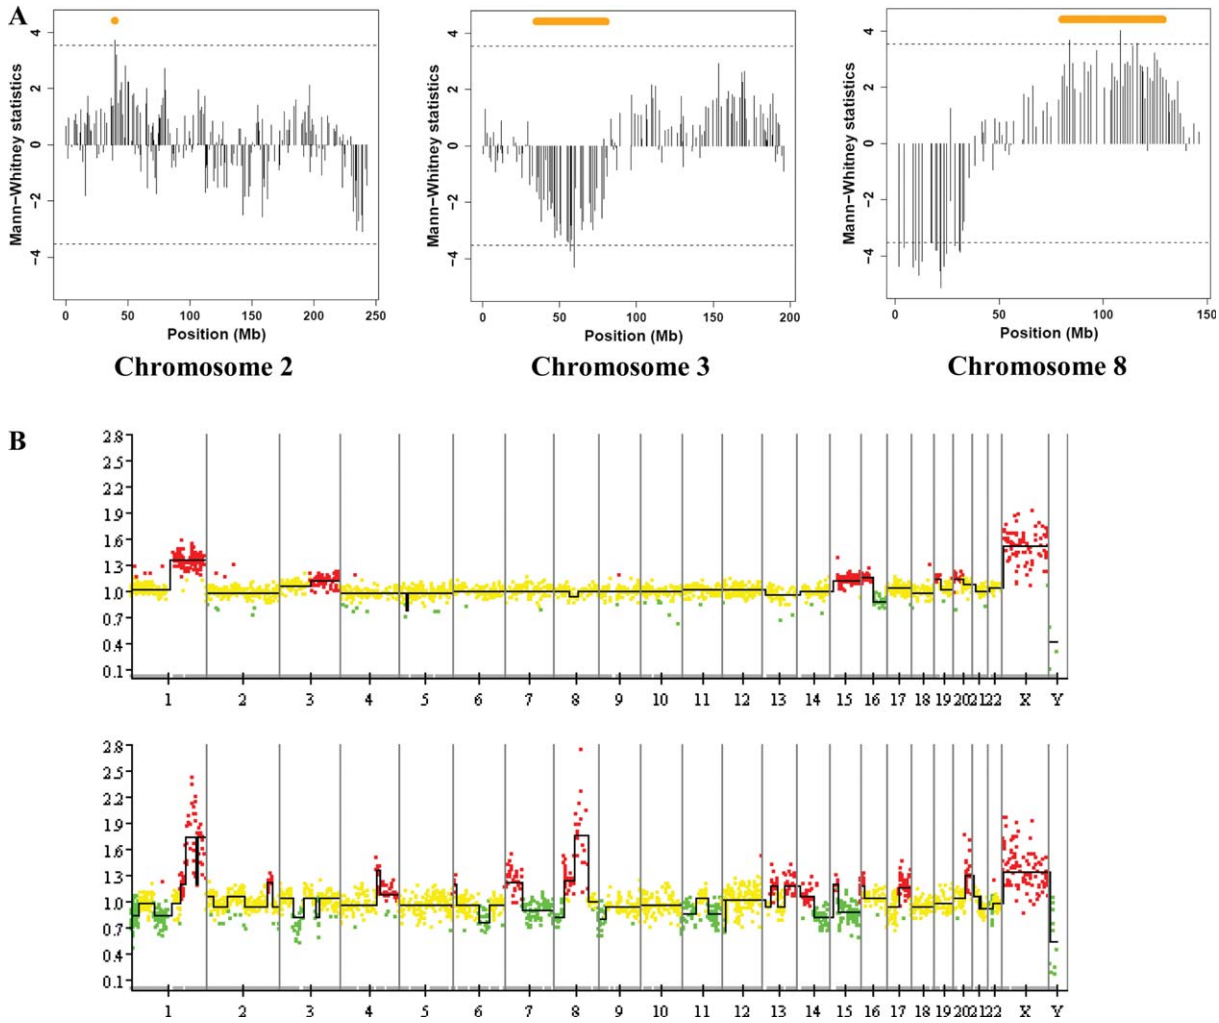 A
Mann−Whitney statistics
4
2
0
−2
−4
0 50 100 150 200 250
Position (Mb)
Chromosome 2
Mann−Whitney statistics
4
2
0
−2
−4
0 50 100 150 200
Position (Mb)
Chromosome 3
Mann−Whitney statistics
4
2
0
−2
−4
0 50 100 150
Position (Mb)
Chromosome 8
B
2.8
2.5
2.2
1.9
1.6
1.3
1.0
0.7
0.4
0.1
1 2 3 4 5 6 7 8 9 10 11 12 13 14 15 16 17 18 19 20 21 22 X Y
2.8
2.5
2.2
1.9
1.6
1.3
1.0
0.7
0.4
0.1
1 2 3 4 5 6 7 8 9 10 11 12 13 14 15 16 17 18 19 20 21 22 X Y